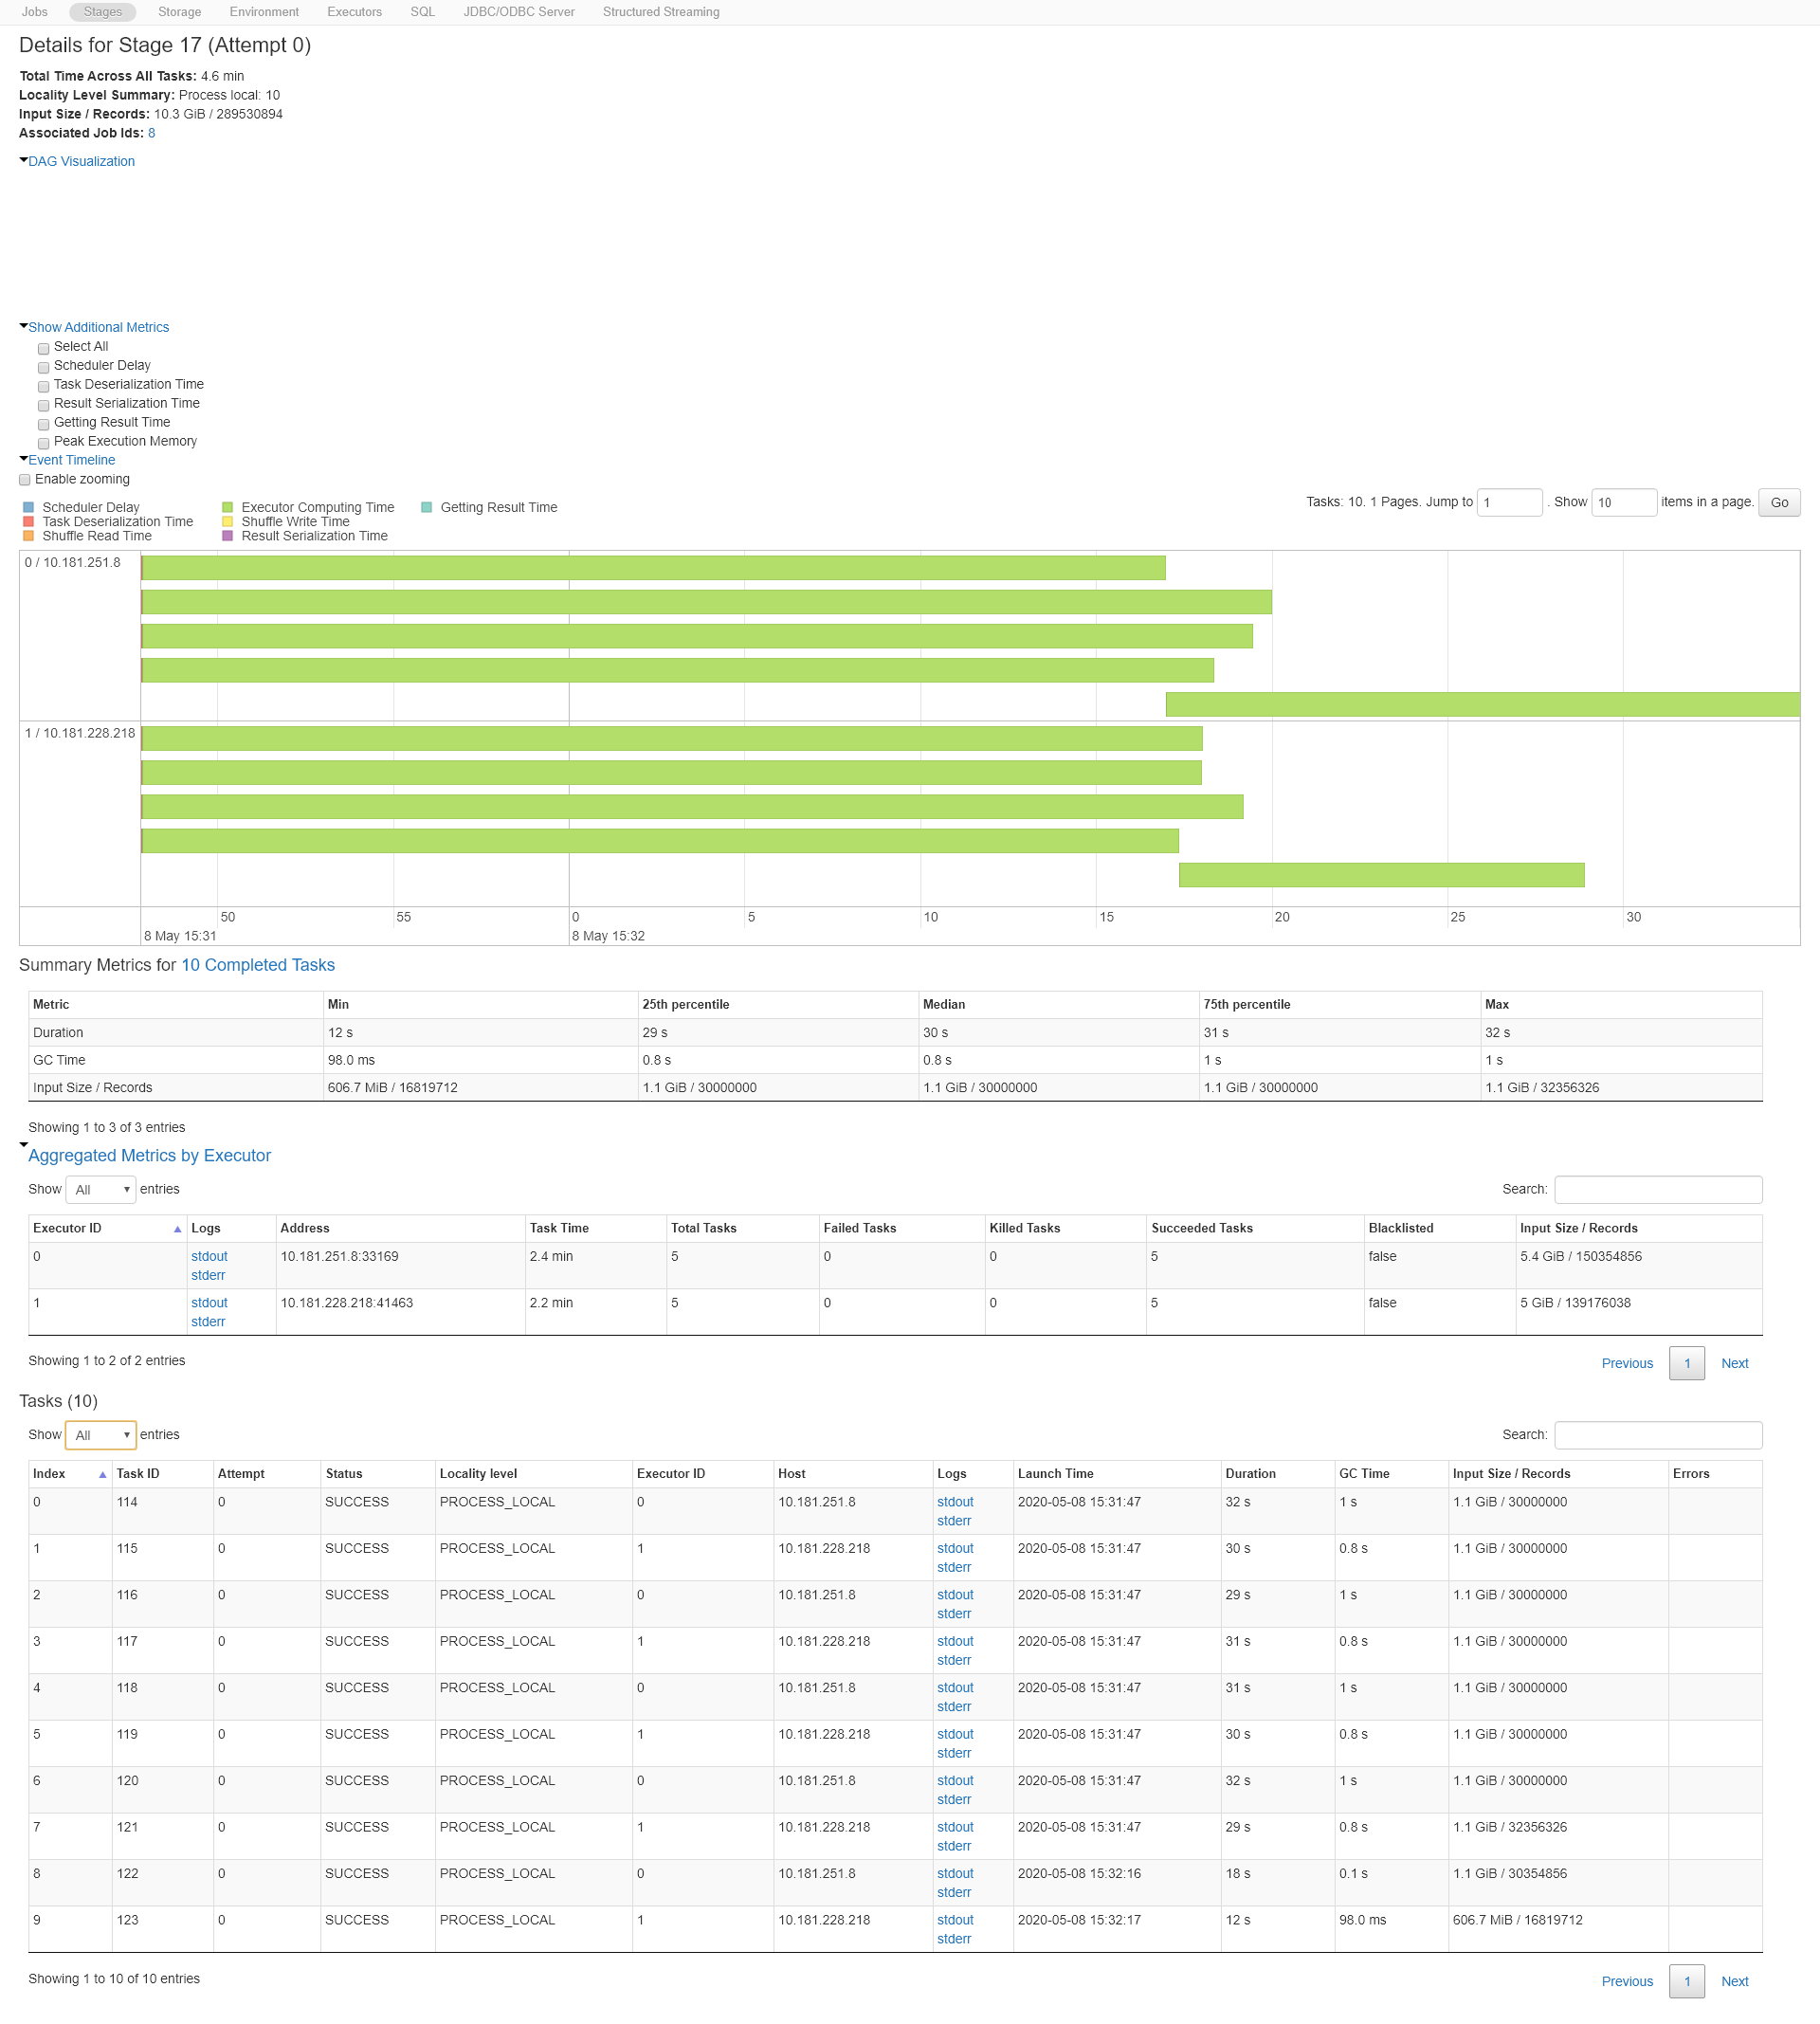 Jobs Stages Storage Environment Executors SQL JDBC/ODBC Server Structured Streaming
Details for Stage 17 (Attempt 0)
Total Time Across All Tasks: 4.6 min
Locality Level Summary: Process local: 10
Input Size / Records: 10.3 GiB / 289530894
Associated Job Ids: 8
DAG Visualization
Show Additional Metrics
Select All
Scheduler Delay
Task Deserialization Time
Result Serialization Time
Getting Result Time
Peak Execution Memory
Event Timeline
Enable zooming
Tasks: 10. 1 Pages. Jump to 1 . Show 10 items in a page. Go
Scheduler Delay Executor Computing Time Getting Result Time
Task Deserialization Time Shuffle Write Time
Shuffle Read Time Result Serialization Time
0 / 10.181.251.8
1 / 10.181.228.218
50 55 0 5 10 15 20 25 30
8 May 15:31 8 May 15:32
Summary Metrics for 10 Completed Tasks
Metric Min 25th percentile Median 75th percentile Max
Duration 12 s 29 s 30 s 31 s 32 s
GC Time 98.0 ms 0.8 s 0.8 s 1 s 1 s
Input Size / Records 606.7 MiB / 16819712 1.1 GiB / 30000000 1.1 GiB / 30000000 1.1 GiB / 30000000 1.1 GiB / 32356326
Showing 1 to 3 of 3 entries
Aggregated Metrics by Executor
Show All entries Search:
Executor ID Logs Address Task Time Total Tasks Failed Tasks Killed Tasks Succeeded Tasks Blacklisted Input Size / Records
0 stdout 10.181.251.8:33169 2.4 min 5 0 0 5 false 5.4 GiB / 150354856
stderr
1 stdout 10.181.228.218:41463 2.2 min 5 0 0 5 false 5 GiB / 139176038
stderr
Showing 1 to 2 of 2 entries Previous 1 Next
Tasks (10)
Show All entries Search:
Index Task ID Attempt Status Locality level Executor ID Host Logs Launch Time Duration GC Time Input Size / Records Errors
0 114 0 SUCCESS PROCESS_LOCAL 0 10.181.251.8 stdout 2020-05-08 15:31:47 32 s 1 s 1.1 GiB / 30000000
stderr
1 115 0 SUCCESS PROCESS_LOCAL 1 10.181.228.218 stdout 2020-05-08 15:31:47 30 s 0.8 s 1.1 GiB / 30000000
stderr
2 116 0 SUCCESS PROCESS_LOCAL 0 10.181.251.8 stdout 2020-05-08 15:31:47 29 s 1 s 1.1 GiB / 30000000
stderr
3 117 0 SUCCESS PROCESS_LOCAL 1 10.181.228.218 stdout 2020-05-08 15:31:47 31 s 0.8 s 1.1 GiB / 30000000
stderr
4 118 0 SUCCESS PROCESS_LOCAL 0 10.181.251.8 stdout 2020-05-08 15:31:47 31 s 1 s 1.1 GiB / 30000000
stderr
5 119 0 SUCCESS PROCESS_LOCAL 1 10.181.228.218 stdout 2020-05-08 15:31:47 30 s 0.8 s 1.1 GiB / 30000000
stderr
6 120 0 SUCCESS PROCESS_LOCAL 0 10.181.251.8 stdout 2020-05-08 15:31:47 32 s 1 s 1.1 GiB / 30000000
stderr
7 121 0 SUCCESS PROCESS_LOCAL 1 10.181.228.218 stdout 2020-05-08 15:31:47 29 s 0.8 s 1.1 GiB / 32356326
stderr
8 122 0 SUCCESS PROCESS_LOCAL 0 10.181.251.8 stdout 2020-05-08 15:32:16 18 s 0.1 s 1.1 GiB / 30354856
stderr
9 123 0 SUCCESS PROCESS_LOCAL 1 10.181.228.218 stdout 2020-05-08 15:32:17 12 s 98.0 ms 606.7 MiB / 16819712
stderr
Showing 1 to 10 of 10 entries Previous 1 Next